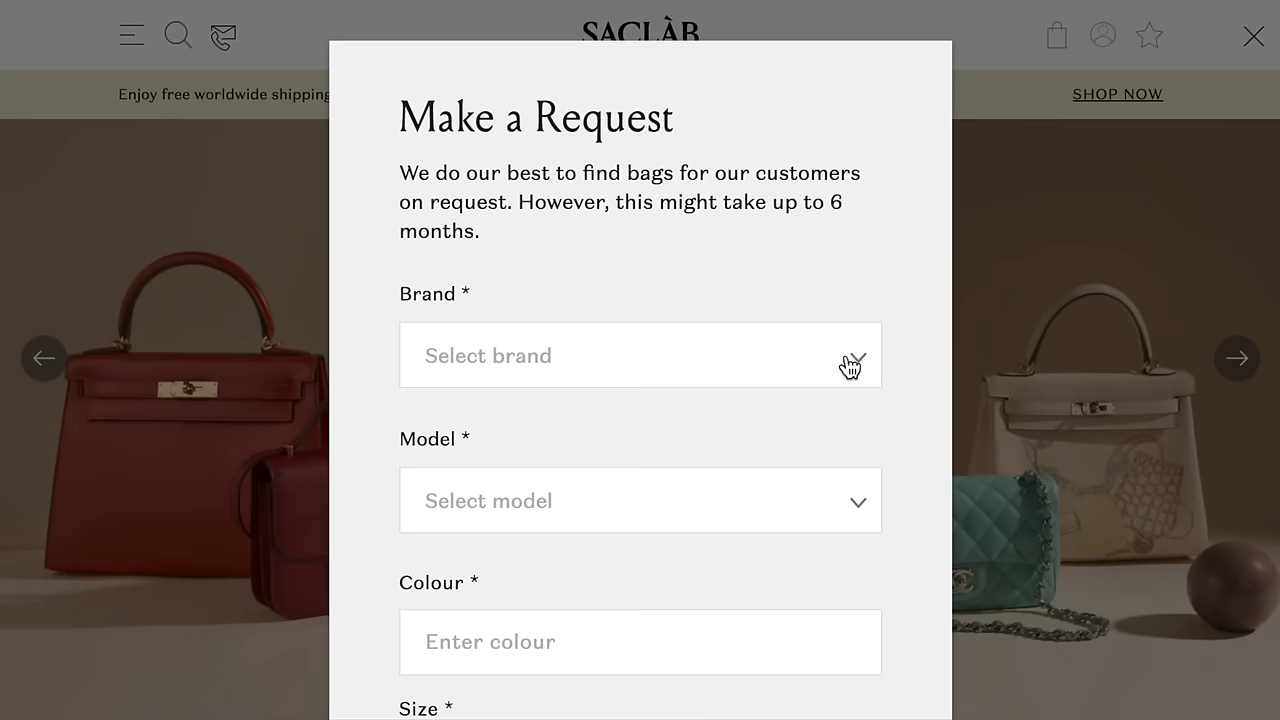 SACLÀB
Enjoy free worldwide shipping
SHOP NOW
Make a Request
We do our best to find bags for our customers
on request. However, this might take up to 6
months.
Brand *
Select brand
Model *
Select model
Colour *
Enter colour
Size *